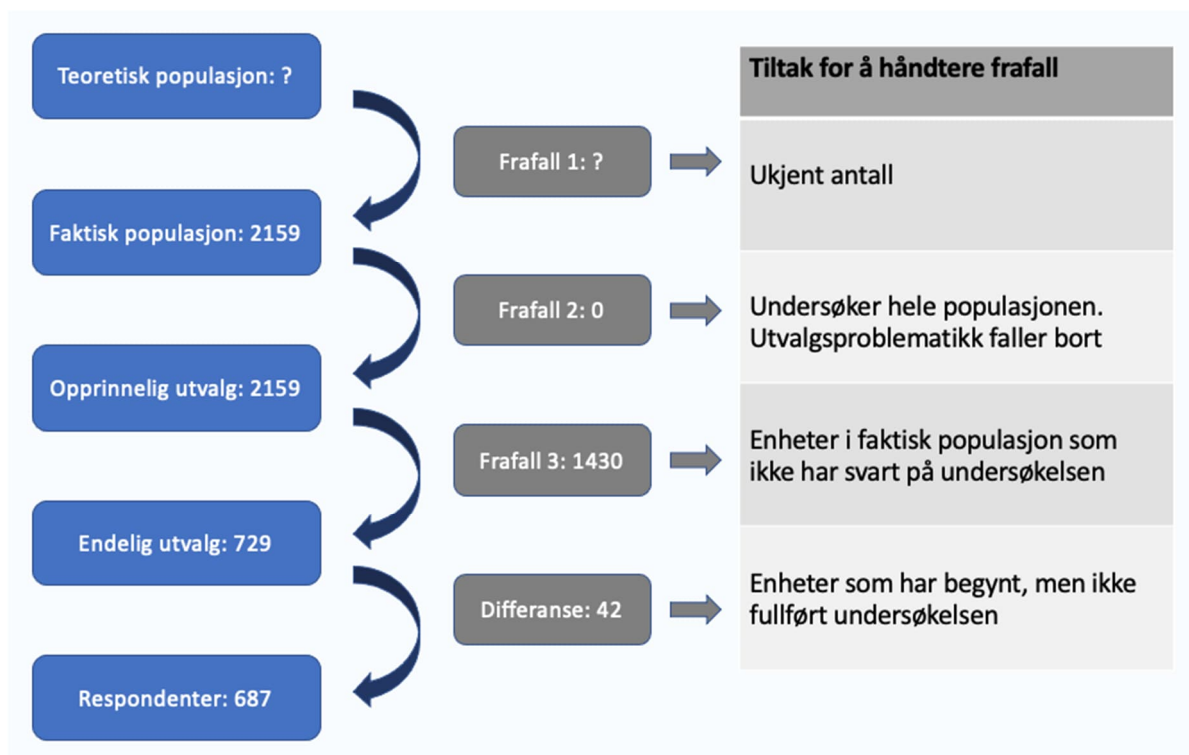 Teoretisk populasjon: ?
Tiltak for å håndtere frafall
Frafall 1: ?
Ukjent antall
Faktisk populasjon: 2159
Frafall 2: 0
Undersøker hele populasjonen.
Utvalgsproblematikk faller bort
Opprinnelig utvalg: 2159
Frafall 3: 1430
Enheter i faktisk populasjon som
ikke har svart på undersøkelsen
Endelig utvalg: 729
Differanse: 42
Enheter som har begynt, men ikke
fullført undersøkelsen
Respondenter: 687